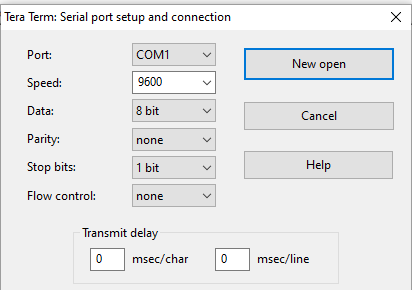 Tera Term: Serial port setup and connection
Port: COM1 New open
Speed: 9600
Data: 8 bit Cancel
Parity: none
Stop bits: 1 bit Help
Flow control: none
Transmit delay
0 msec/char 0 msec/line